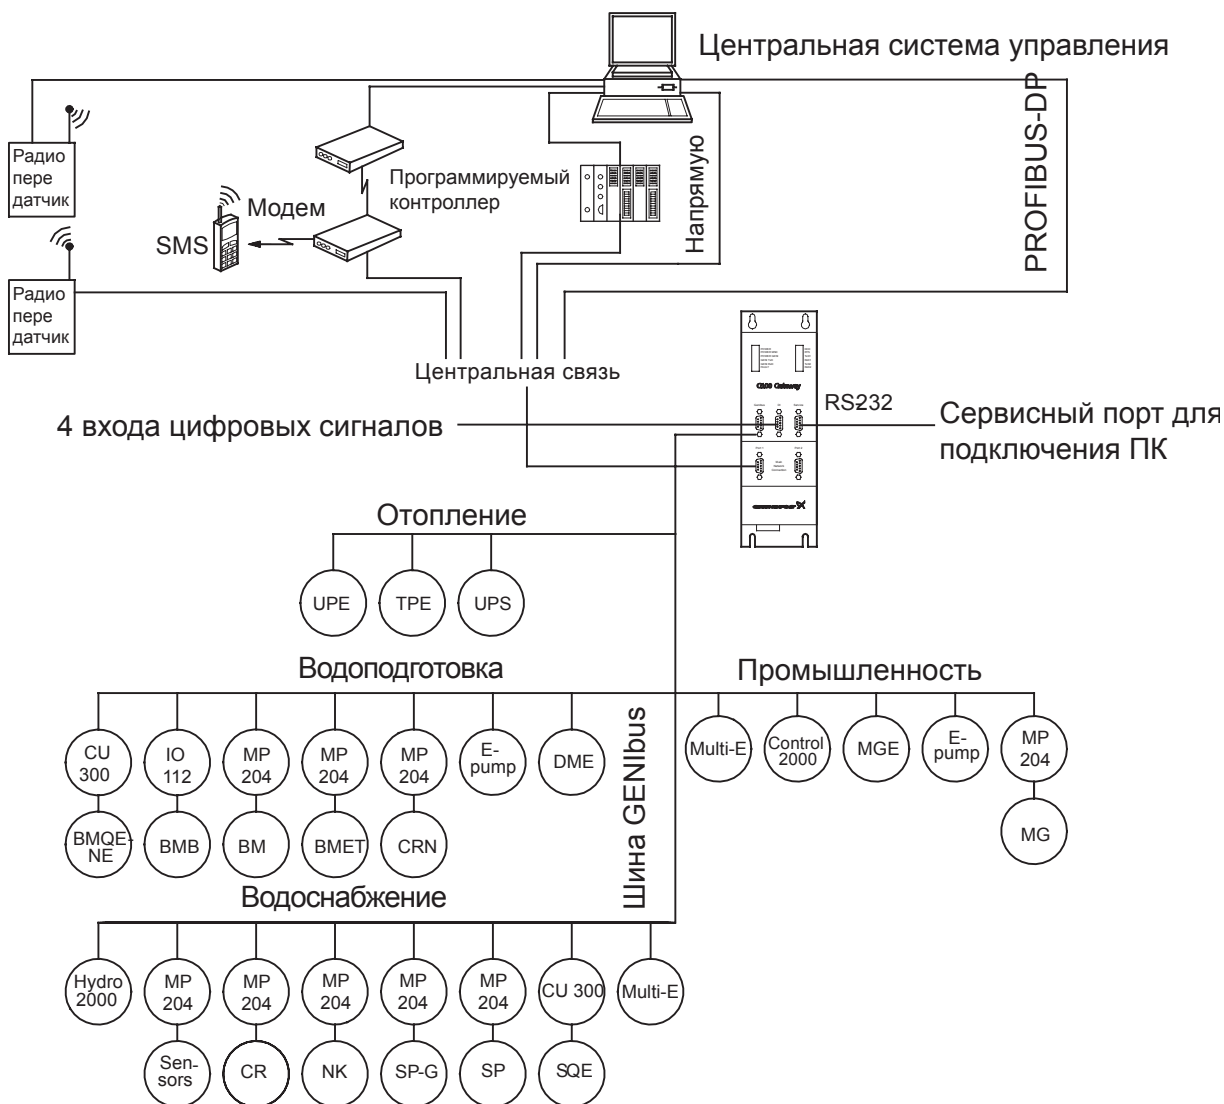 Центральная система управления
PROFIBUS-DP
Радио
пере
датчик
Программируемый
контроллер
Напрямую
Модем
SMS
Радио
пере
датчик
Центральная связь
G100 Gateway
RS232
4 входа цифровых сигналов
Сервисный порт для
подключения ПК
Отопление
UPE
TPE
UPS
Водоподготовка
Промышленность
Шина GENIbus
CU
300
IO
112
MP
204
MP
204
MP
204
E-
pump
DME
Multi-E
Control
2000
MGE
E-
pump
MP
204
BMQE-
NE
BMB
BM
BMET
CRN
MG
Водоснабжение
Hydro
2000
MP
204
MP
204
MP
204
MP
204
MP
204
CU 300
Multi-E
Sen-
sors
CR
NK
SP-G
SP
SQE